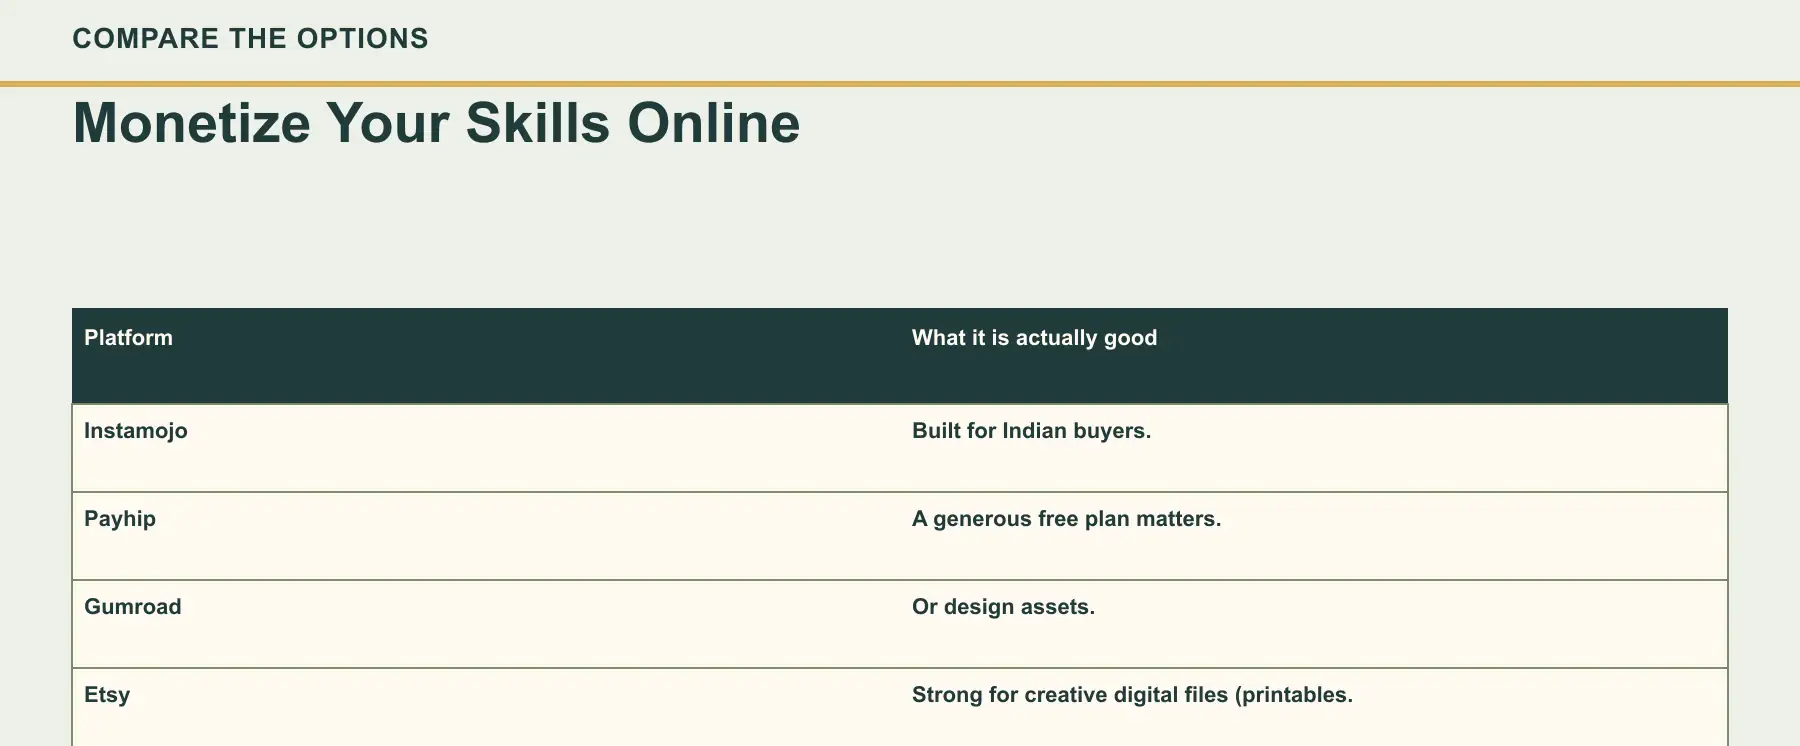 COMPARE THE OPTIONS
Monetize Your Skills Online
Platform What it is actually good
Instamojo Built for Indian buyers.
Payhip A generous free plan matters.
Gumroad Or design assets.
Etsy Strong for creative digital files (printables.